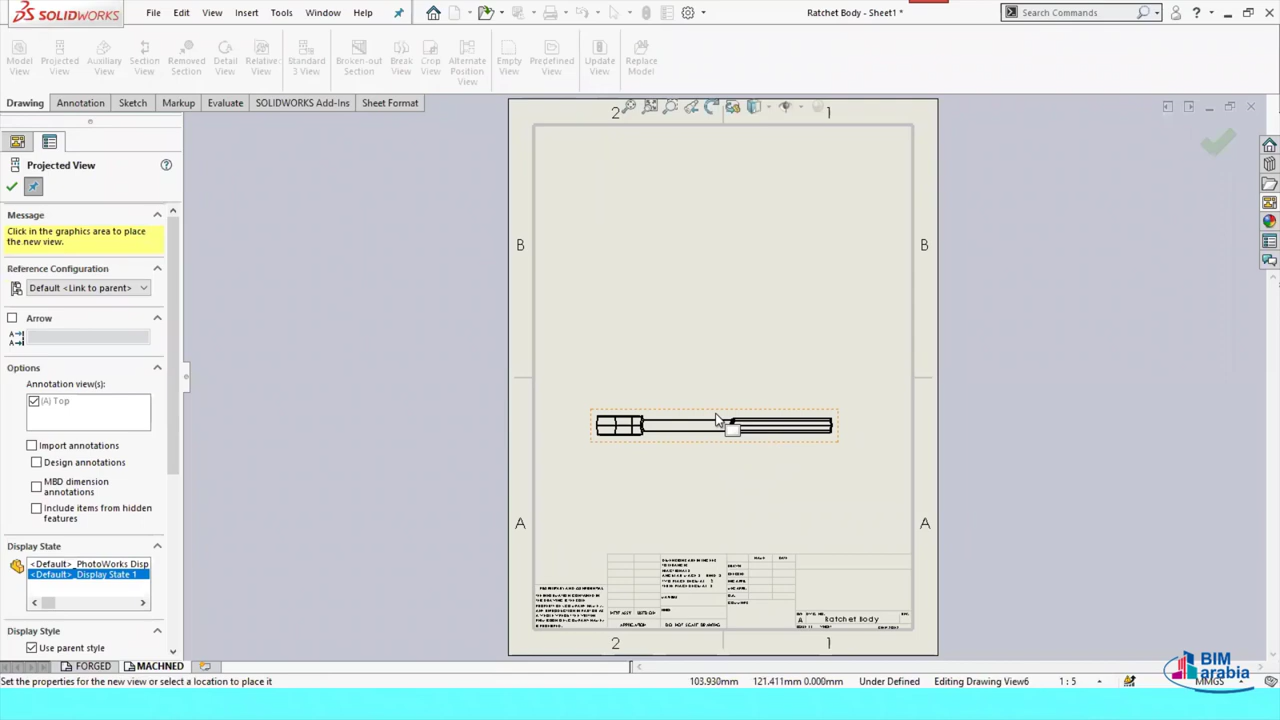 SOLIDWORKS
File Edit View Insert Tools Window Help
Ratchet Body - Sheet1 *
Search Commands
Model View
Projected View
Auxiliary View
Section View
Removed Section
Detail View
Relative View
Standard 3 View
Broken-out Section
Break View
Crop View
Alternate Position View
Empty View
Predefined View
Update View
Replace Model
Drawing Annotation Sketch Markup Evaluate SOLIDWORKS Add-Ins Sheet Format
Projected View
Message
Click in the graphics area to place
the new view.
Reference Configuration
Default <Link to parent>
Arrow
Options
Annotation view(s):
(A) Top
Import annotations
Design annotations
MBD dimension
annotations
Include items from hidden
features
Display State
<Default>_PhotoWorks Disp
<Default>_Display State 1
Display Style
Use parent style
2 1
B B
A A
APPLICATION DO NOT SCALE DRAWING
A Ratchet Body
2 1
FORGED MACHNED
BIM
arabia
Set the properties for the new view or select a location to place it
103.930mm 121.411mm 0.000mm Under Defined Editing Drawing View6 1 : 5 MMGS